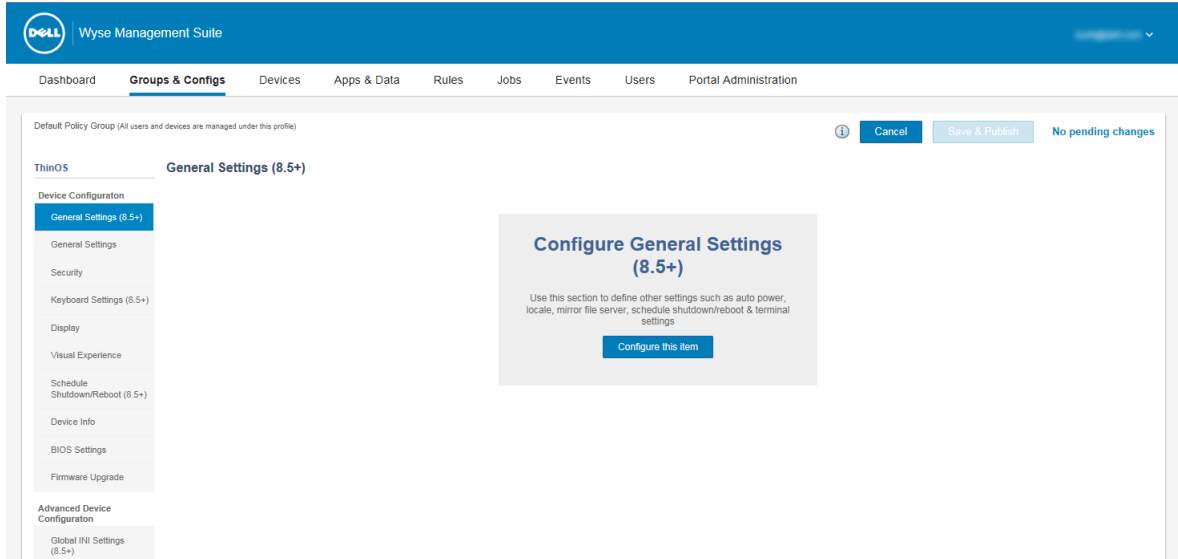 DELL
Wyse Management Suite
Dashboard Groups & Configs Devices Apps & Data Rules Jobs Events Users Portal Administration
Default Policy Group (All users and devices are managed under this profile)
i Cancel Save & Publish No pending changes
ThinOS
General Settings (8.5+)
Device Configuraton
General Settings (8.5+)
General Settings
Security
Keyboard Settings (8.5+)
Display
Visual Experience
Schedule
Shutdown/Reboot (8.5+)
Device Info
BIOS Settings
Firmware Upgrade
Advanced Device
Configuraton
Global INI Settings
(8.5+)
Configure General Settings
(8.5+)
Use this section to define other settings such as auto power,
locale, mirror file server, schedule shutdown/reboot & terminal
settings
Configure this item